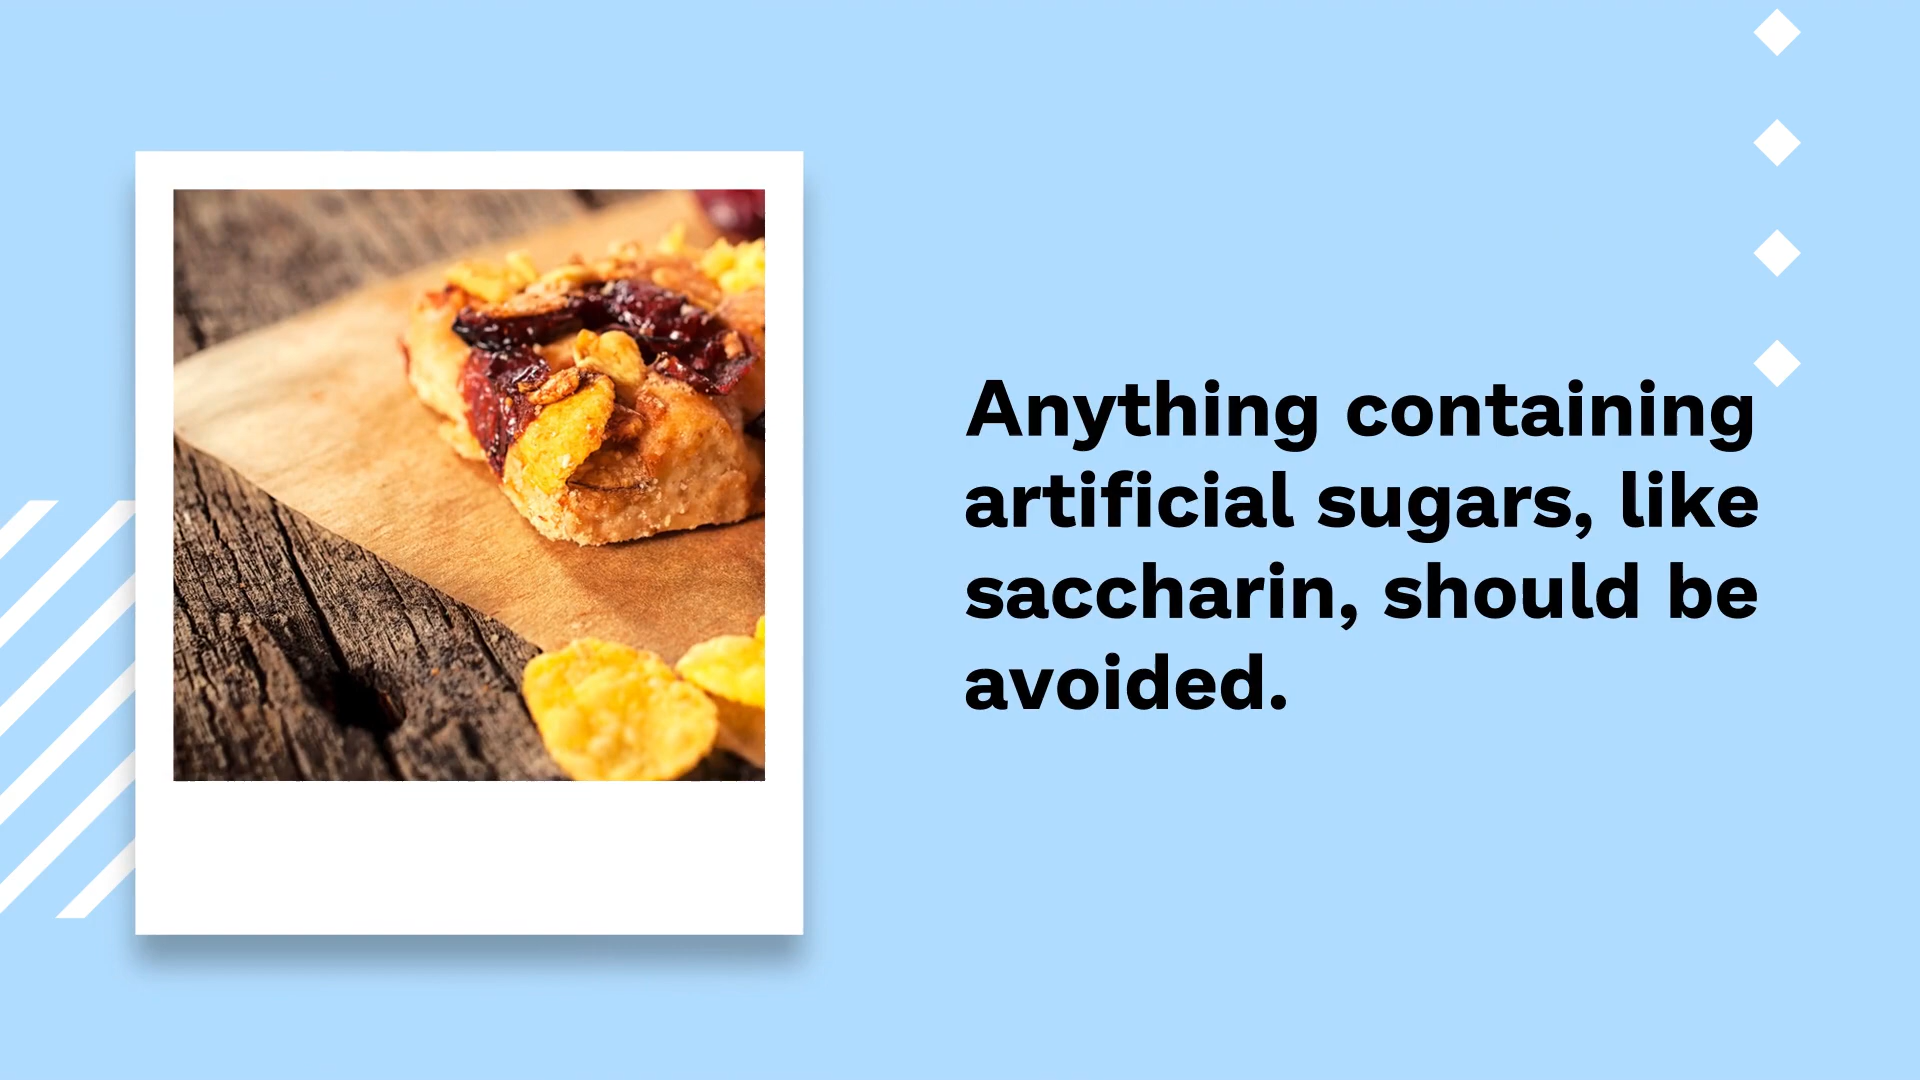 Anything containing
artificial sugars, like
saccharin, should be
avoided.